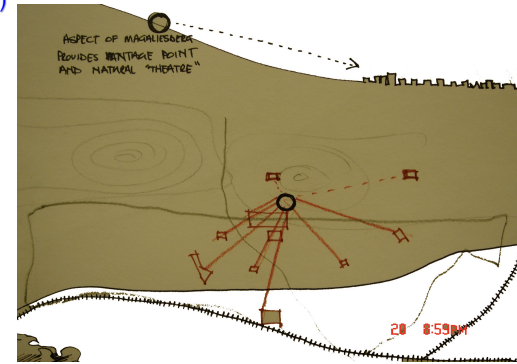 )
ASPECT OF MAGALIESBERG
PROVIDES VANTAGE POINT
AND NATURAL "THEATRE"
20 8:59PM